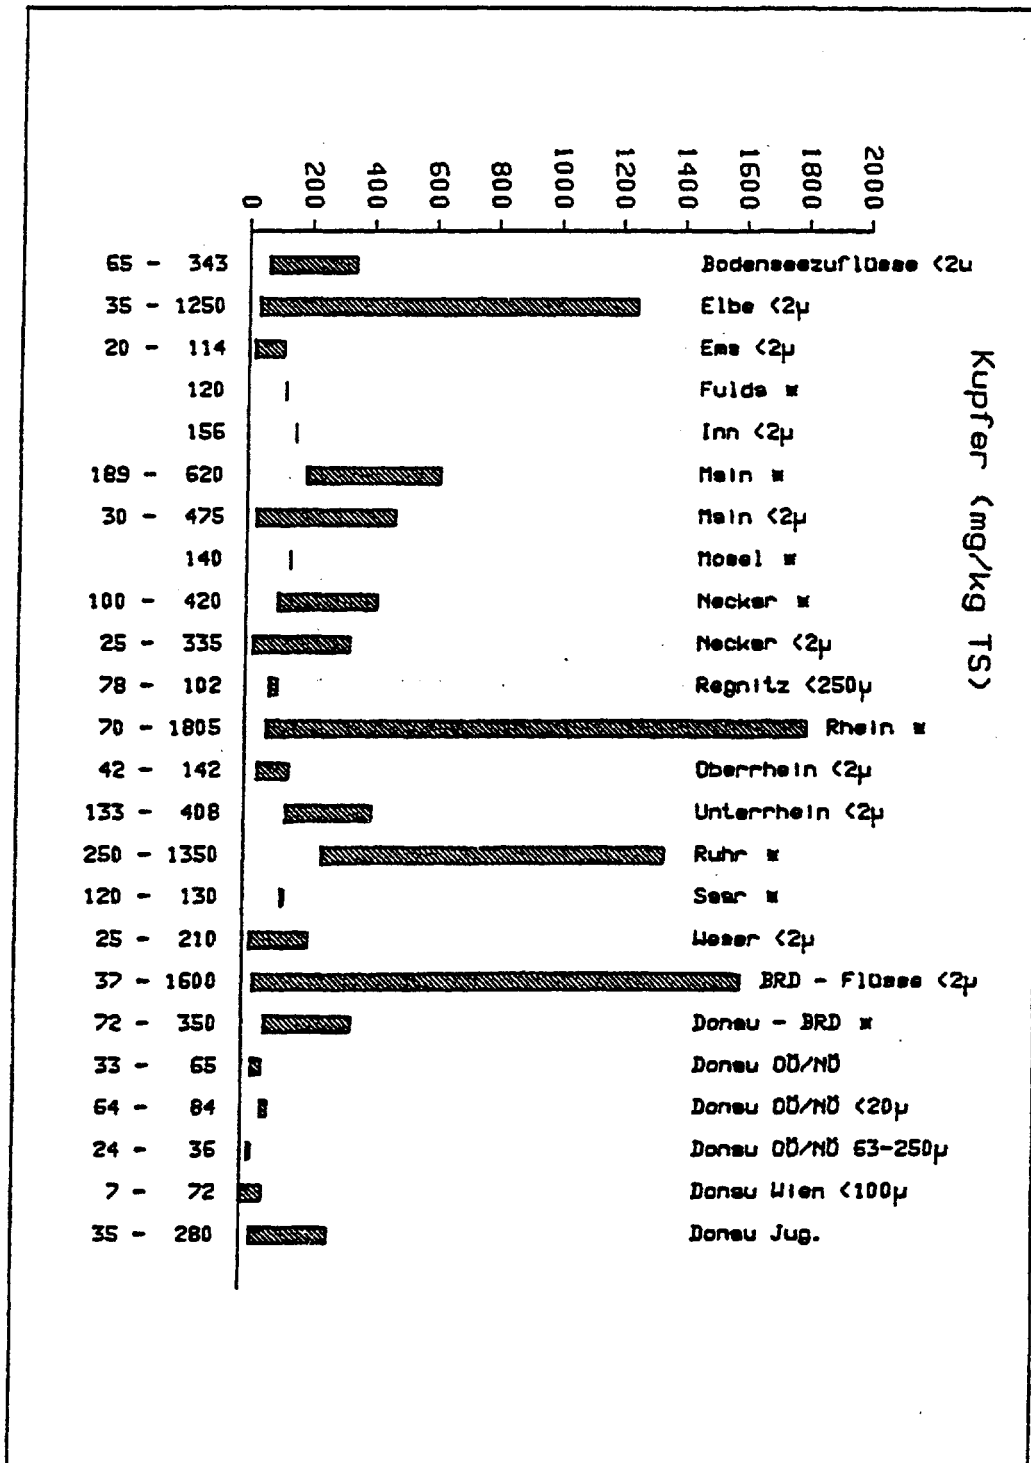 0 200 400 600 800 1000 1200 1400 1600 1800 2000
Kupfer (mg/kg TS)
65 - 343 Bodenseezuflüsse <2u
35 - 1250 Elbe <2µ
20 - 114 Ems <2µ
120 Fulda *
156 Inn <2µ
189 - 620 Main *
30 - 475 Main <2µ
140 Mosel *
100 - 420 Neckar *
25 - 335 Neckar <2µ
78 - 102 Regnitz <250µ
70 - 1805 Rhein *
42 - 142 Oberrhein <2µ
133 - 408 Unterrhein <2µ
250 - 1350 Ruhr *
120 - 130 Saar *
25 - 210 Weser <2µ
37 - 1600 BRD - Flüsse <2µ
72 - 350 Donau - BRD *
33 - 65 Donau OÖ/NÖ
64 - 84 Donau OÖ/NÖ <20µ
24 - 36 Donau OÖ/NÖ 63-250µ
7 - 72 Donau Wien <100µ
35 - 280 Donau Jug.